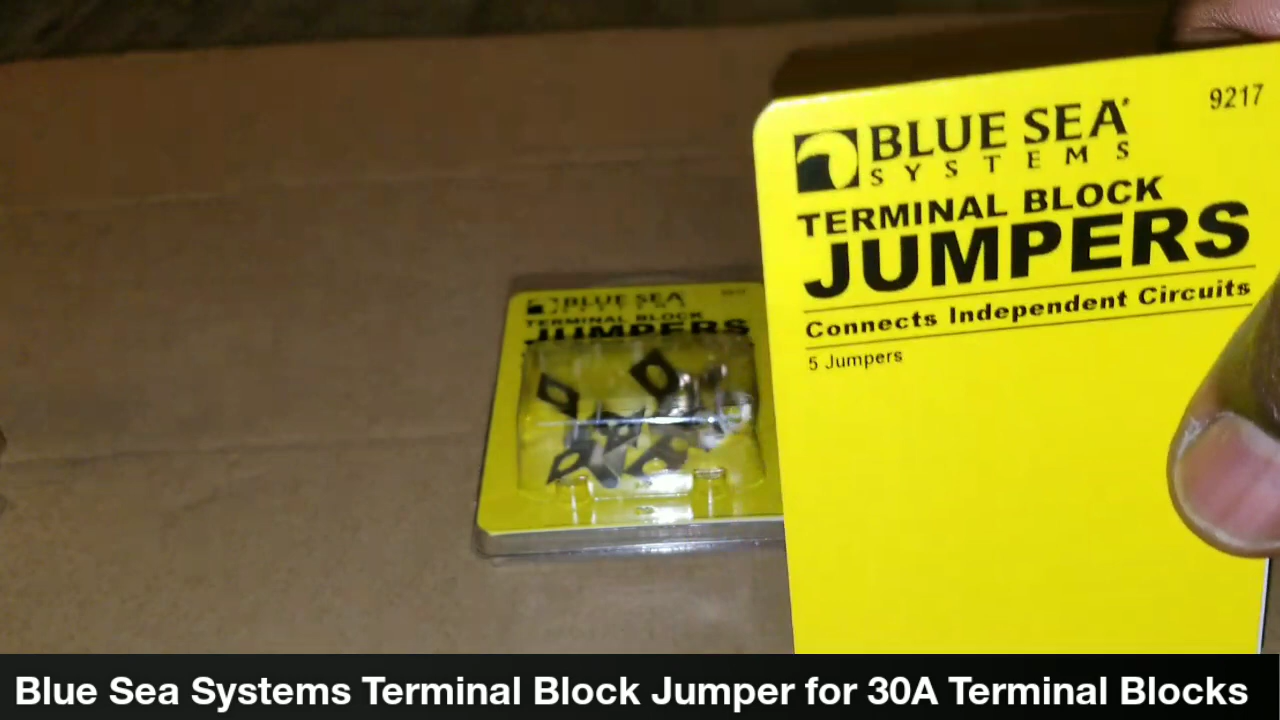 BLUE SEA
SYSTEMS
9217
TERMINAL BLOCK
JUMPERS
Connects Independent Circuits
5 Jumpers
BLUE SEA
TERMINAL BLOCK
JUMPERS
Blue Sea Systems Terminal Block Jumper for 30A Terminal Blocks